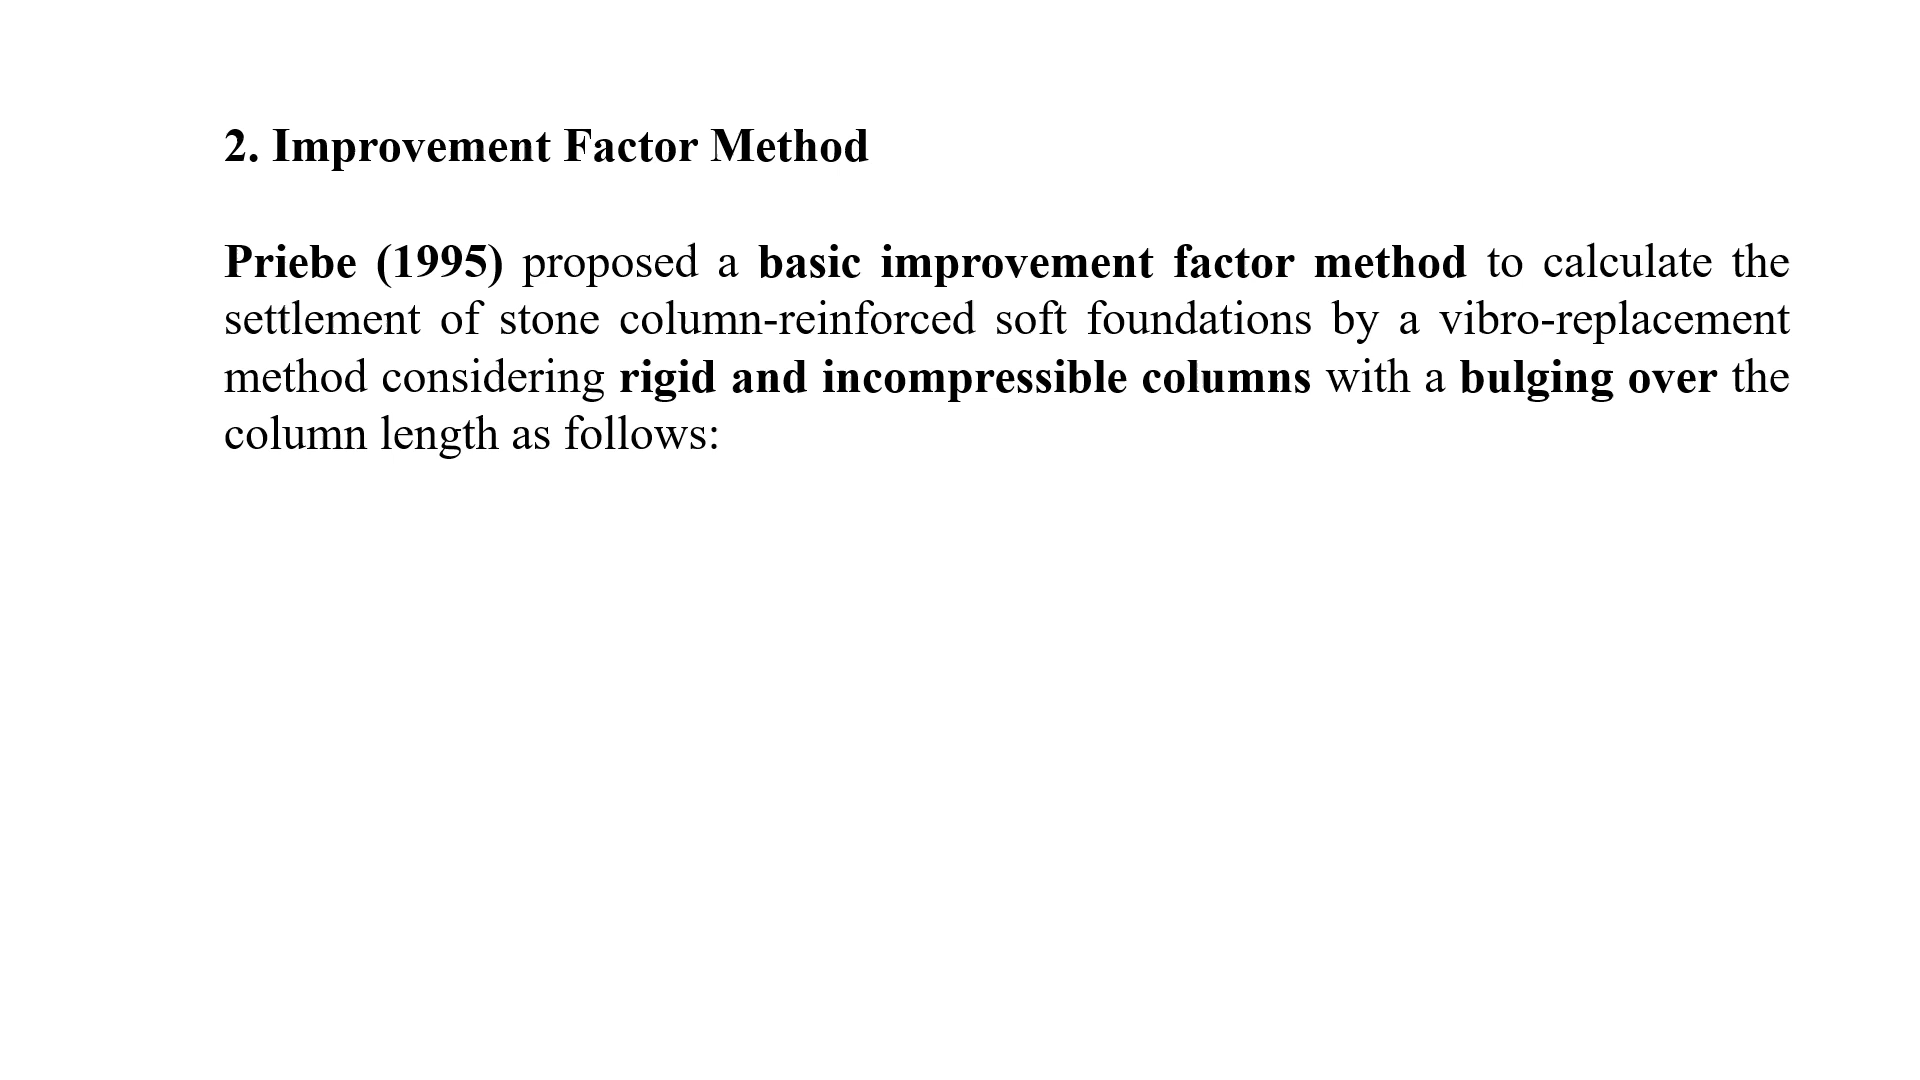 2. Improvement Factor Method
Priebe (1995) proposed a basic improvement factor method to calculate the
settlement of stone column-reinforced soft foundations by a vibro-replacement
method considering rigid and incompressible columns with a bulging over the
column length as follows: